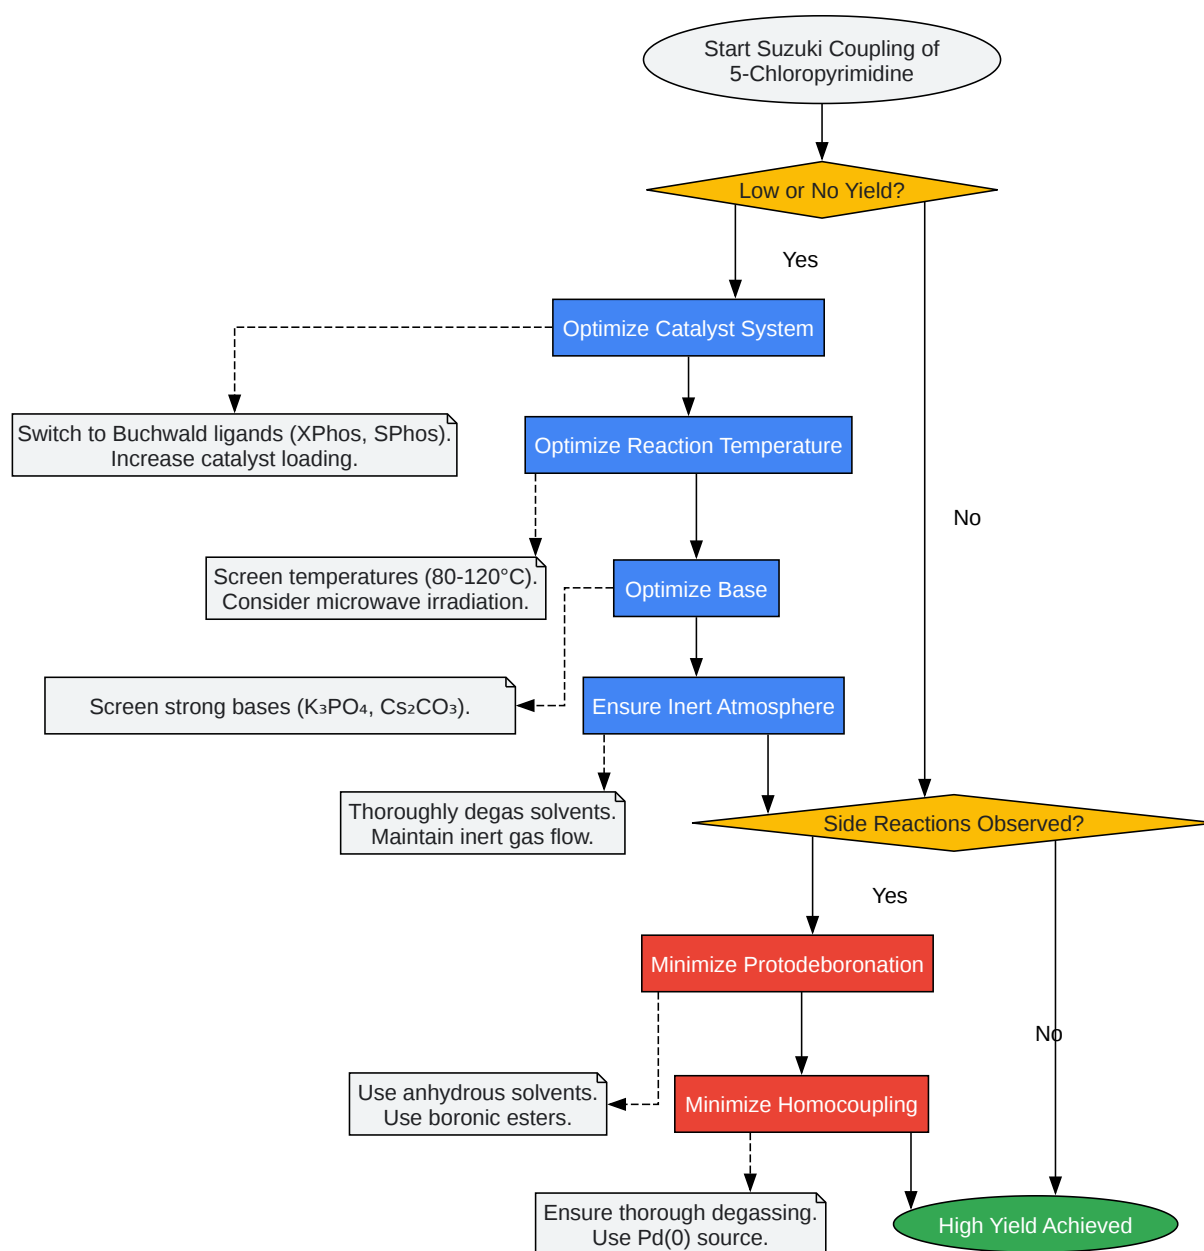 Start Suzuki Coupling of
5-Chloropyrimidine
Low or No Yield?
Yes
Optimize Catalyst System
Switch to Buchwald ligands (XPhos, SPhos).
Increase catalyst loading.
Optimize Reaction Temperature
No
Screen temperatures (80-120°C).
Consider microwave irradiation.
Optimize Base
Screen strong bases (K₃PO₄, Cs₂CO₃).
Ensure Inert Atmosphere
Thoroughly degas solvents.
Maintain inert gas flow.
Side Reactions Observed?
Yes
Minimize Protodeboronation
No
Use anhydrous solvents.
Use boronic esters.
Minimize Homocoupling
Ensure thorough degassing.
Use Pd(0) source.
High Yield Achieved